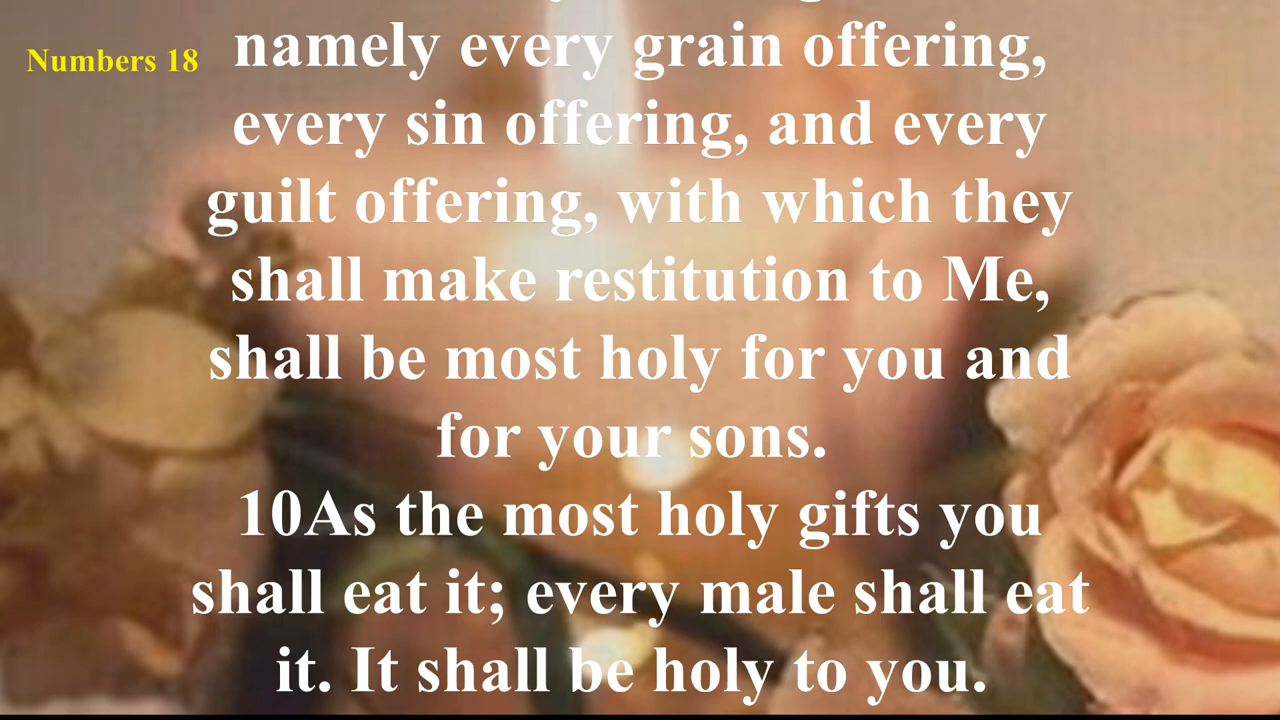 Numbers 18
namely every grain offering,
every sin offering, and every
guilt offering, with which they
shall make restitution to Me,
shall be most holy for you and
for your sons.
10As the most holy gifts you
shall eat it; every male shall eat
it. It shall be holy to you.